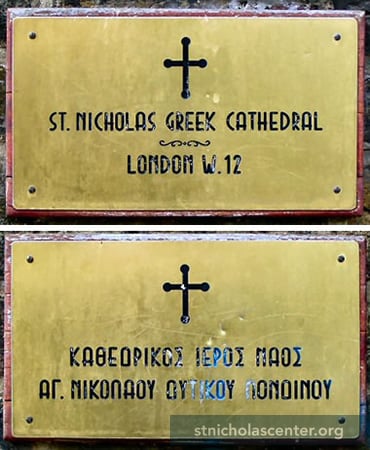 ST. NICHOLAS GREEK CATHEDRAL
LONDON W.12
ΚΑΘΕΔΡΙΚΟΣ ΙΕΡΟΣ ΝΑΟΣ
ΑΓ. ΝΙΚΟΛΑΟΥ ΔΥΤΙΚΟΥ ΛΟΝΔΙΝΟΥ
stnicholascenter.org